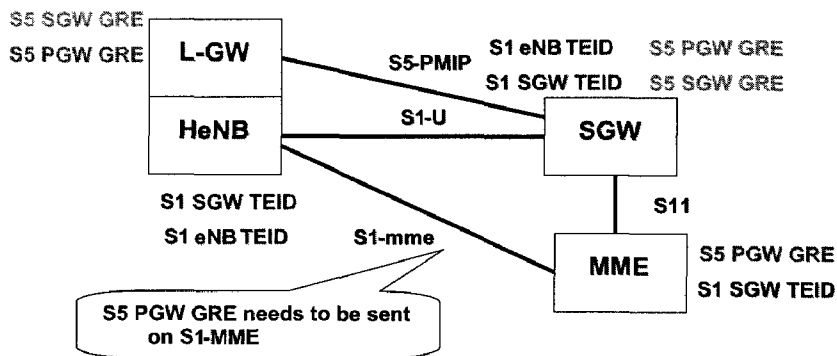 S5 SGW GRE
S5 PGW GRE
L-GW
HeNB
S5-PMIP
S1-U
S1 eNB TEID
S5 PGW GRE
S1 SGW TEID
S5 SGW GRE
SGW
S1 SGW TEID
S1 eNB TEID
S1-mme
S11
MME
S5 PGW GRE
S1 SGW TEID
S5 PGW GRE needs to be sent
on S1-MME